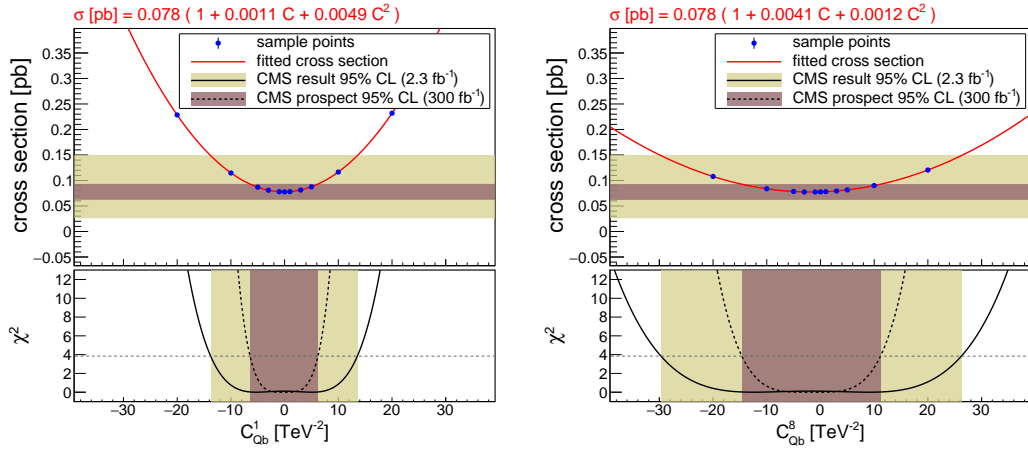 σ [pb] = 0.078 ( 1 + 0.0011 C + 0.0049 C²)
cross section [pb]
0.35
0.3
0.25
0.2
0.15
0.1
0.05
0
−0.05
sample points
fitted cross section
CMS result 95% CL (2.3 fb⁻¹)
CMS prospect 95% CL (300 fb⁻¹)
χ²
12
10
8
6
4
2
0
−30 −20 −10 0 10 20 30
C¹_Qb [TeV⁻²]
σ [pb] = 0.078 ( 1 + 0.0041 C + 0.0012 C²)
cross section [pb]
0.35
0.3
0.25
0.2
0.15
0.1
0.05
0
−0.05
sample points
fitted cross section
CMS result 95% CL (2.3 fb⁻¹)
CMS prospect 95% CL (300 fb⁻¹)
χ²
12
10
8
6
4
2
0
−30 −20 −10 0 10 20 30
C⁸_Qb [TeV⁻²]